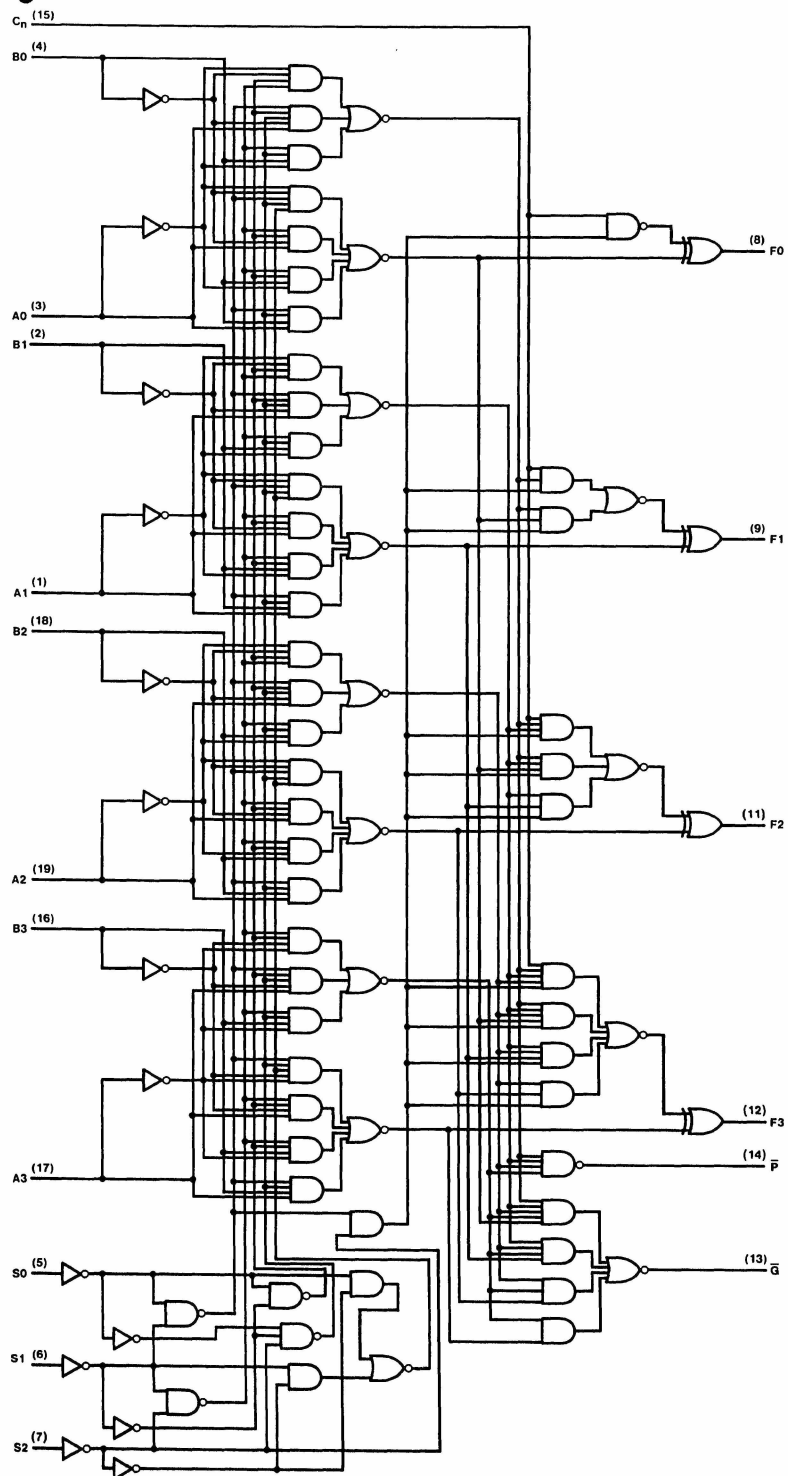 Cn (15)
B0 (4)
(8) F0
A0 (3)
B1 (2)
(9) F1
A1 (1)
B2 (18)
(11) F2
A2 (19)
B3 (16)
(12) F3
(14) P̅
A3 (17)
(13) G̅
S0 (5)
S1 (6)
S2 (7)